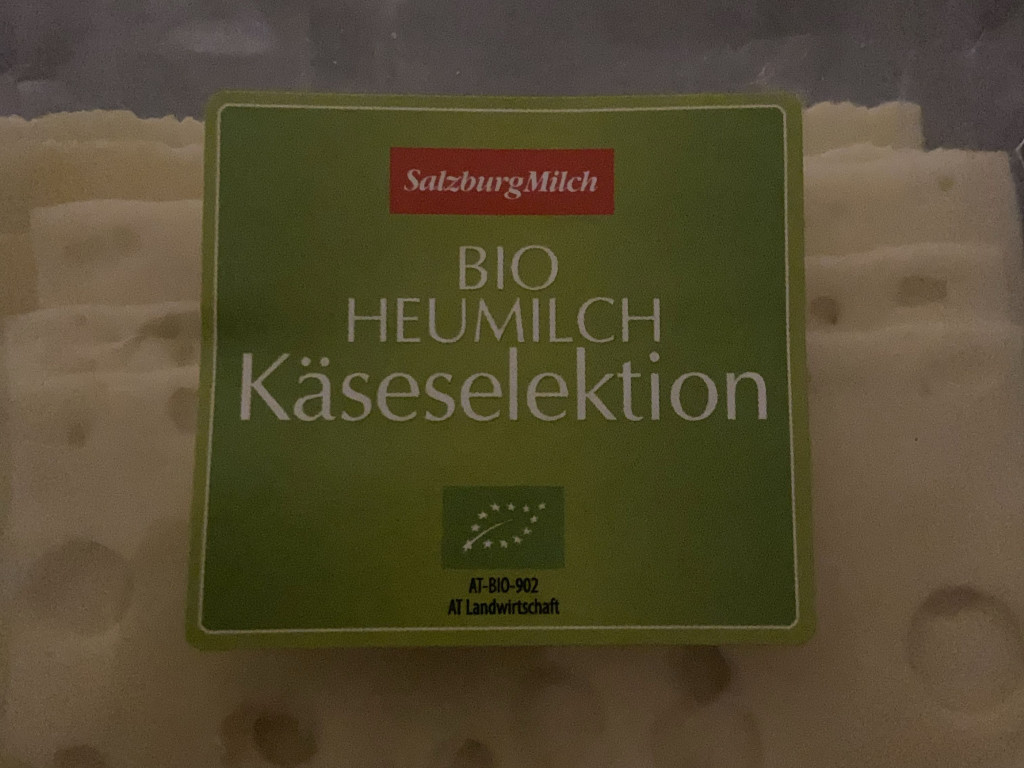 SalzburgMilch
BIO
HEUMILCH
Käseselektion
AT-BIO-902
AT Landwirtschaft